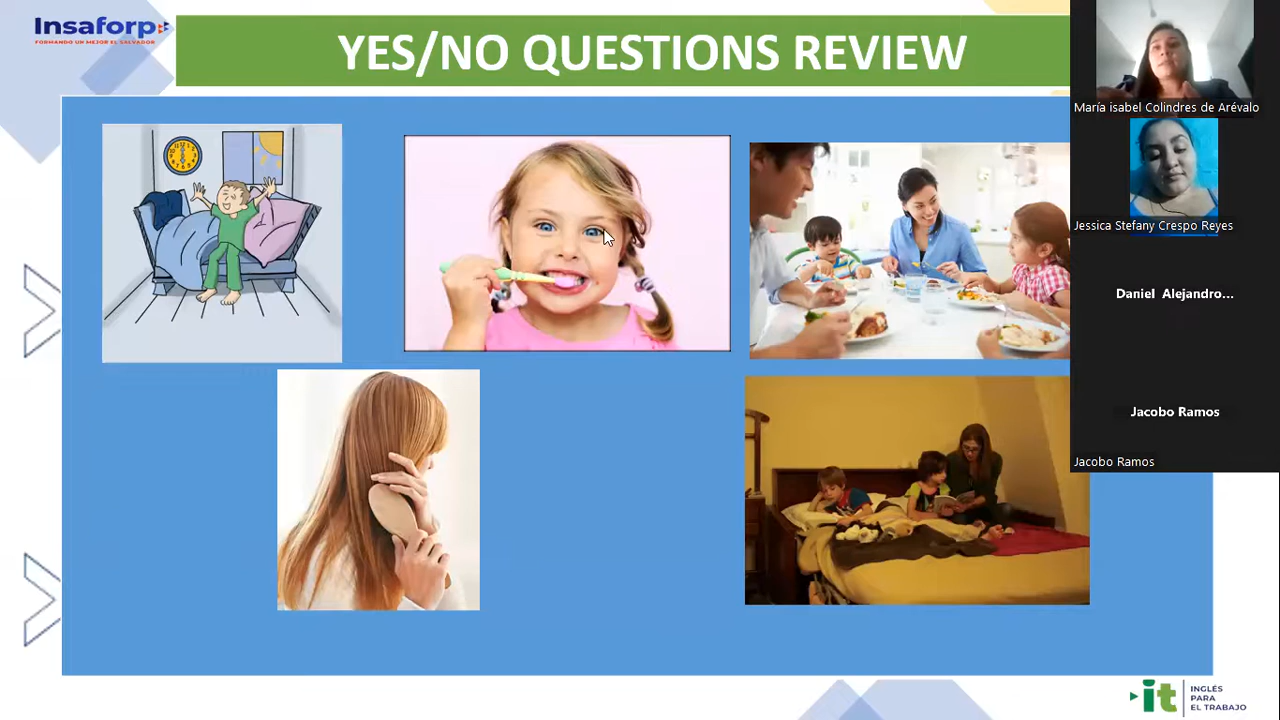 Insaforp
FORMANDO UN MEJOR EL SALVADOR
YES/NO QUESTIONS REVIEW
María isabel Colindres de Arévalo
Jessica Stefany Crespo Reyes
Daniel Alejandro...
Jacobo Ramos
Jacobo Ramos
it
INGLÉS
PARA
EL TRABAJO